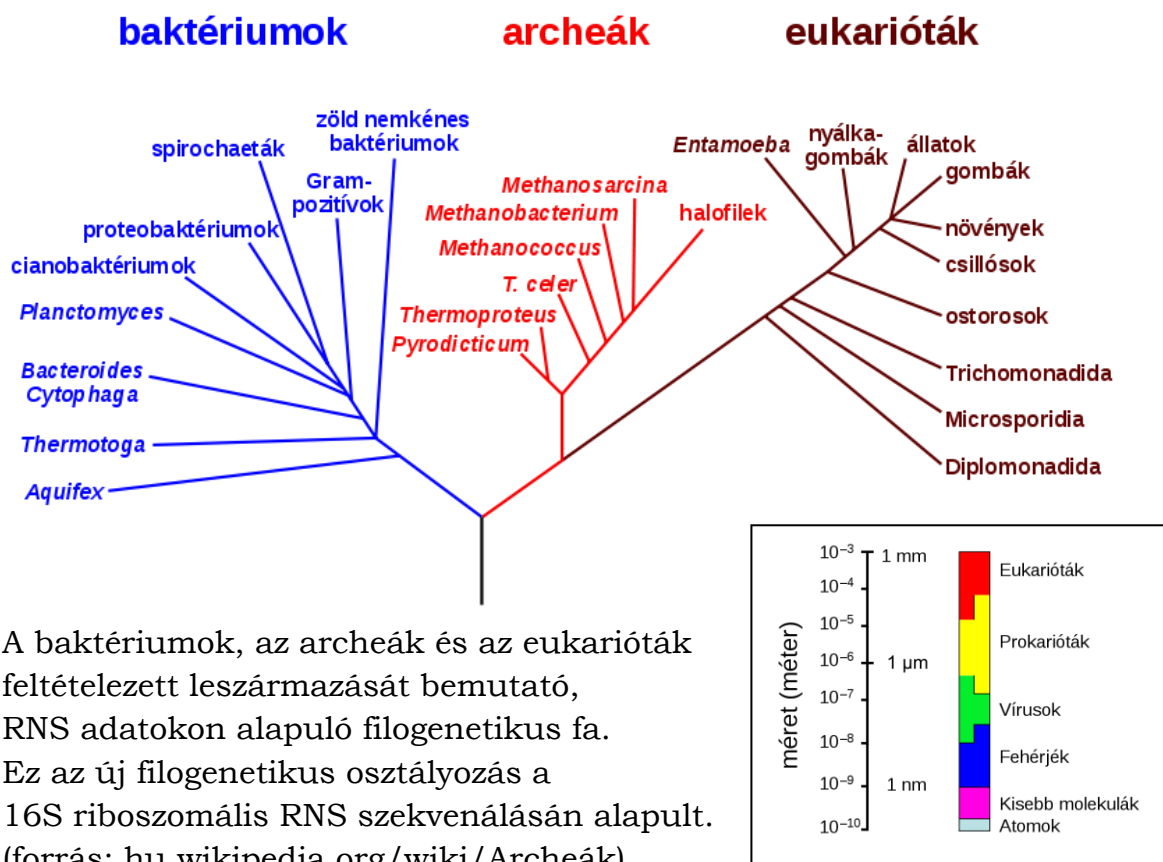 baktériumok
archeák
eukarióták
spirochaeták
zöld nemkénes
baktériumok
Gram-
pozitívok
proteobaktériumok
cianobaktériumok
Planctomyces
Bacteroides
Cytophaga
Thermotoga
Aquifex
Methanosarcina
Methanobacterium
halofilek
Methanococcus
T. celer
Thermoproteus
Pyrodicticum
Entamoeba
nyálka-
gombák
állatok
gombák
növények
csillósok
ostorosok
Trichomonadida
Microsporidia
Diplomonadida
A baktériumok, az archeák és az eukarióták
feltételezett leszármazását bemutató,
RNS adatokon alapuló filogenetikus fa.
Ez az új filogenetikus osztályozás a
16S riboszomális RNS szekvenálásán alapult.
(forrás: hu.wikipedia.org/wiki/Archeák)
méret (méter)
10⁻³ 1 mm
10⁻⁴
10⁻⁵
10⁻⁶ 1 µm
10⁻⁷
10⁻⁸
10⁻⁹ 1 nm
10⁻¹⁰
Eukarióták
Prokarióták
Vírusok
Fehérjék
Kisebb molekulák
Atomok